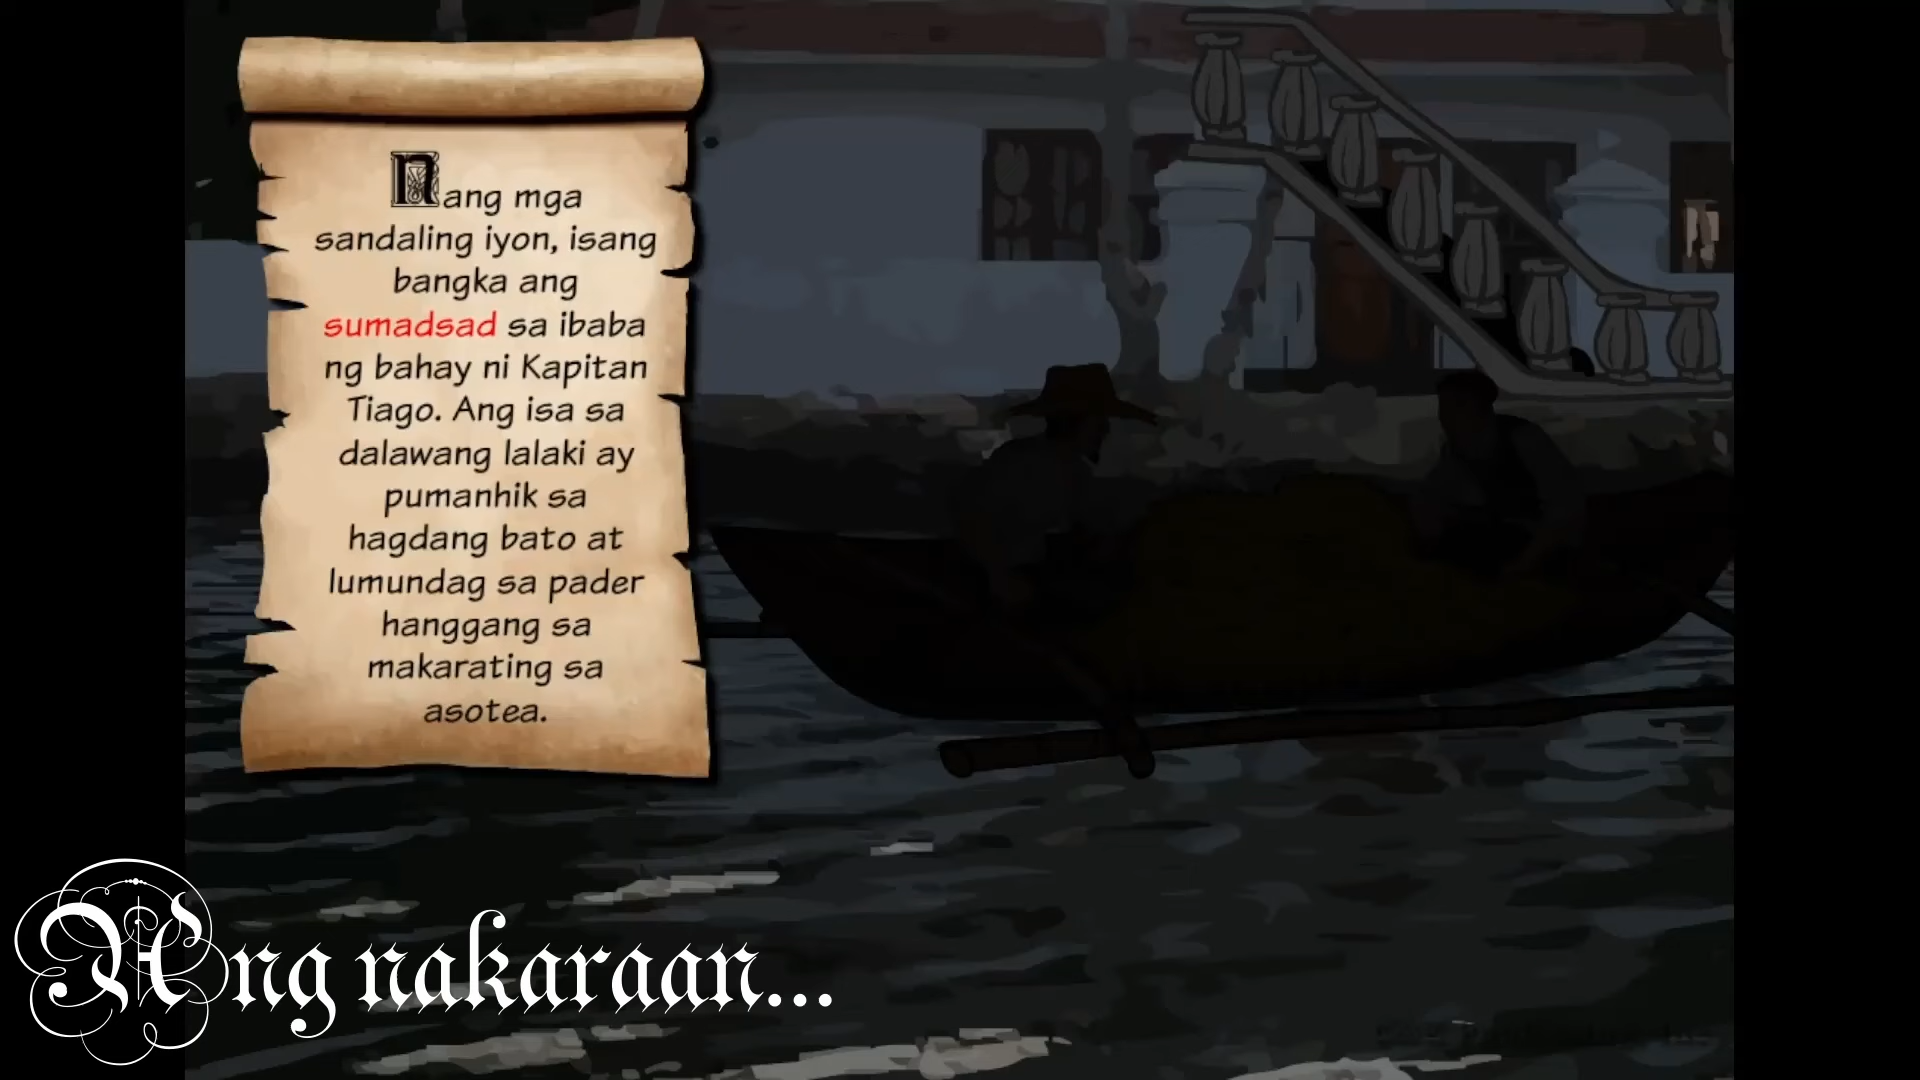 Nang mga
sandaling iyon, isang
bangka ang
sumadsad sa ibaba
ng bahay ni Kapitan
Tiago. Ang isa sa
dalawang lalaki ay
pumanhik sa
hagdang bato at
lumundag sa pader
hanggang sa
makarating sa
asotea.
Ang nakaraan...